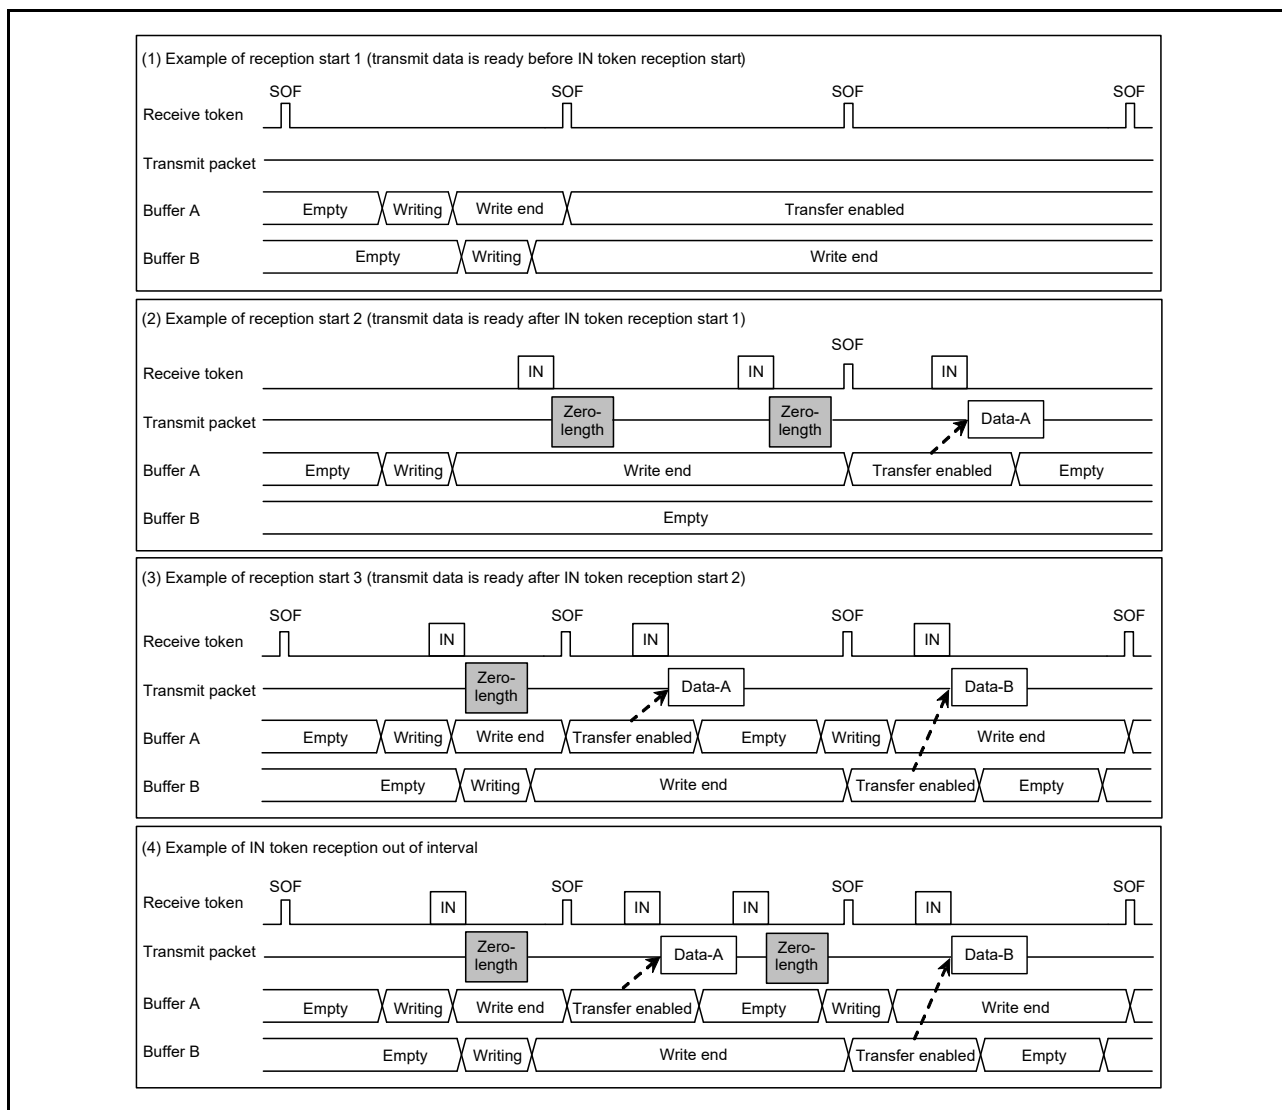 (1) Example of reception start 1 (transmit data is ready before IN token reception start)
SOF SOF SOF SOF
Receive token
Transmit packet
Buffer A Empty Writing Write end Transfer enabled
Buffer B Empty Writing Write end
(2) Example of reception start 2 (transmit data is ready after IN token reception start 1)
SOF
Receive token IN IN IN
Transmit packet Zero-length Zero-length Data-A
Buffer A Empty Writing Write end Transfer enabled Empty
Buffer B Empty
(3) Example of reception start 3 (transmit data is ready after IN token reception start 2)
SOF SOF SOF SOF
Receive token IN IN IN
Transmit packet Zero-length Data-A Data-B
Buffer A Empty Writing Write end Transfer enabled Empty Writing Write end
Buffer B Empty Writing Write end Transfer enabled Empty
(4) Example of IN token reception out of interval
SOF SOF SOF SOF
Receive token IN IN IN IN
Transmit packet Zero-length Data-A Zero-length Data-B
Buffer A Empty Writing Write end Transfer enabled Empty Writing Write end
Buffer B Empty Writing Write end Transfer enabled Empty